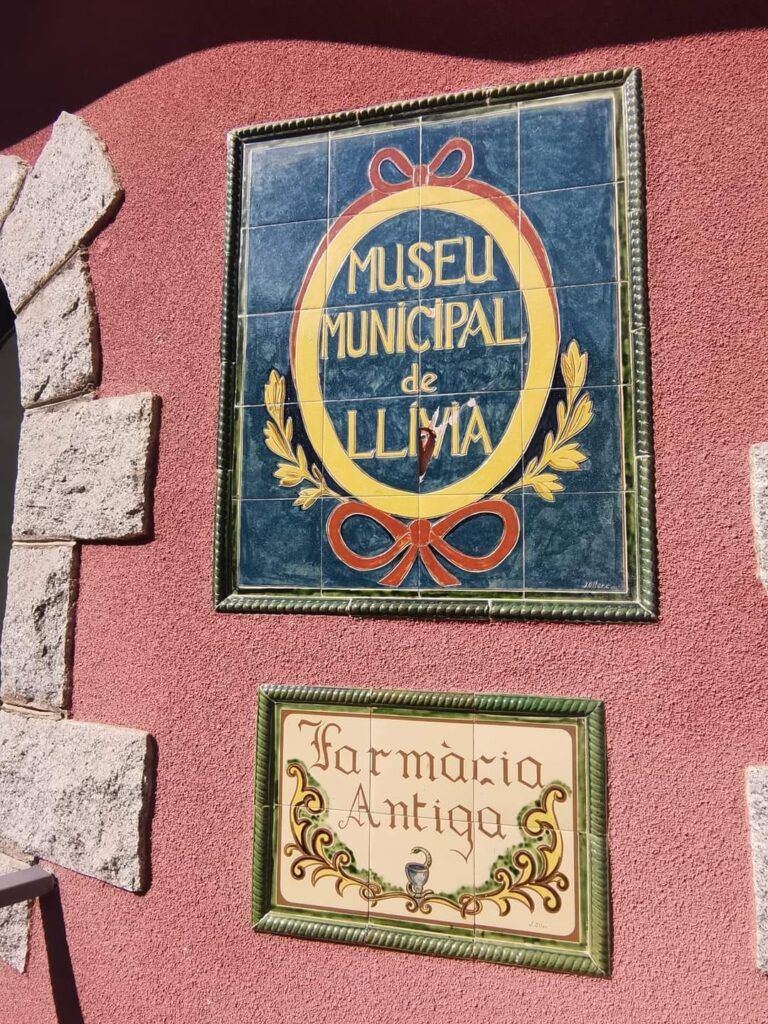 MUSEU
MUNICIPAL
de
LLÍVIA
Farmàcia
Antiga